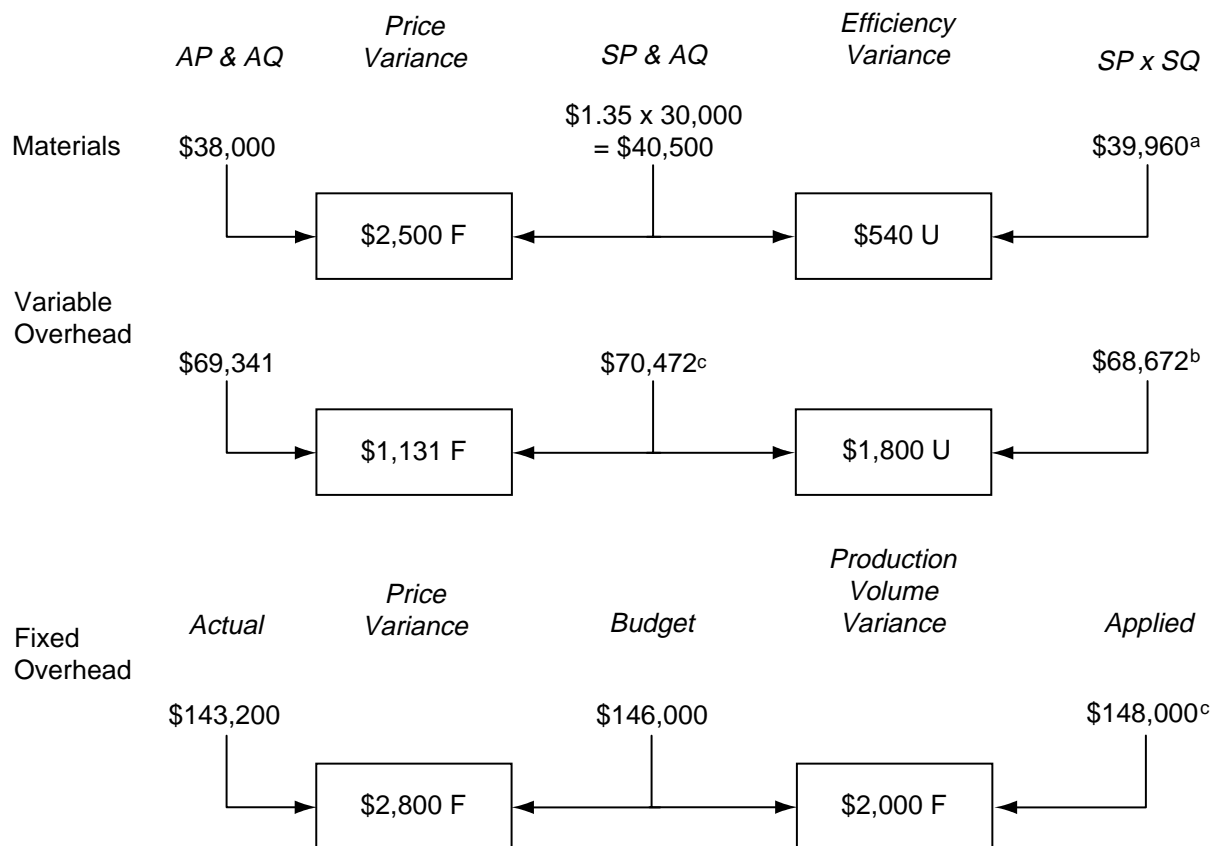 AP & AQ
Price
Variance
SP & AQ
Efficiency
Variance
SP x SQ
Materials
$38,000
$1.35 x 30,000
= $40,500
$39,960a
$2,500 F
$540 U
Variable
Overhead
$69,341
$70,472c
$68,672b
$1,131 F
$1,800 U
Fixed
Overhead
Actual
Price
Variance
Budget
Production
Volume
Variance
Applied
$143,200
$146,000
$148,000c
$2,800 F
$2,000 F